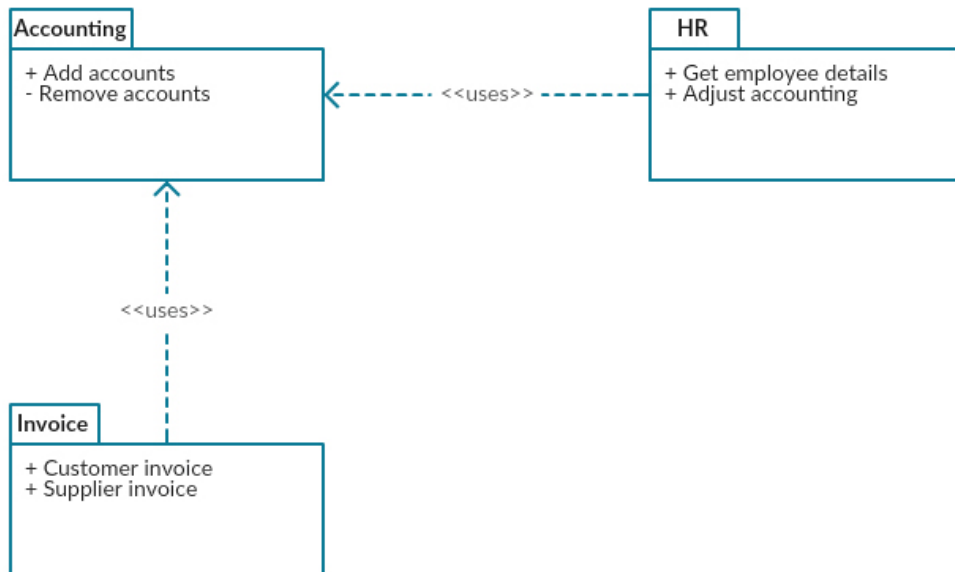 Accounting
+ Add accounts
- Remove accounts
<<uses>>
HR
+ Get employee details
+ Adjust accounting
<<uses>>
Invoice
+ Customer invoice
+ Supplier invoice